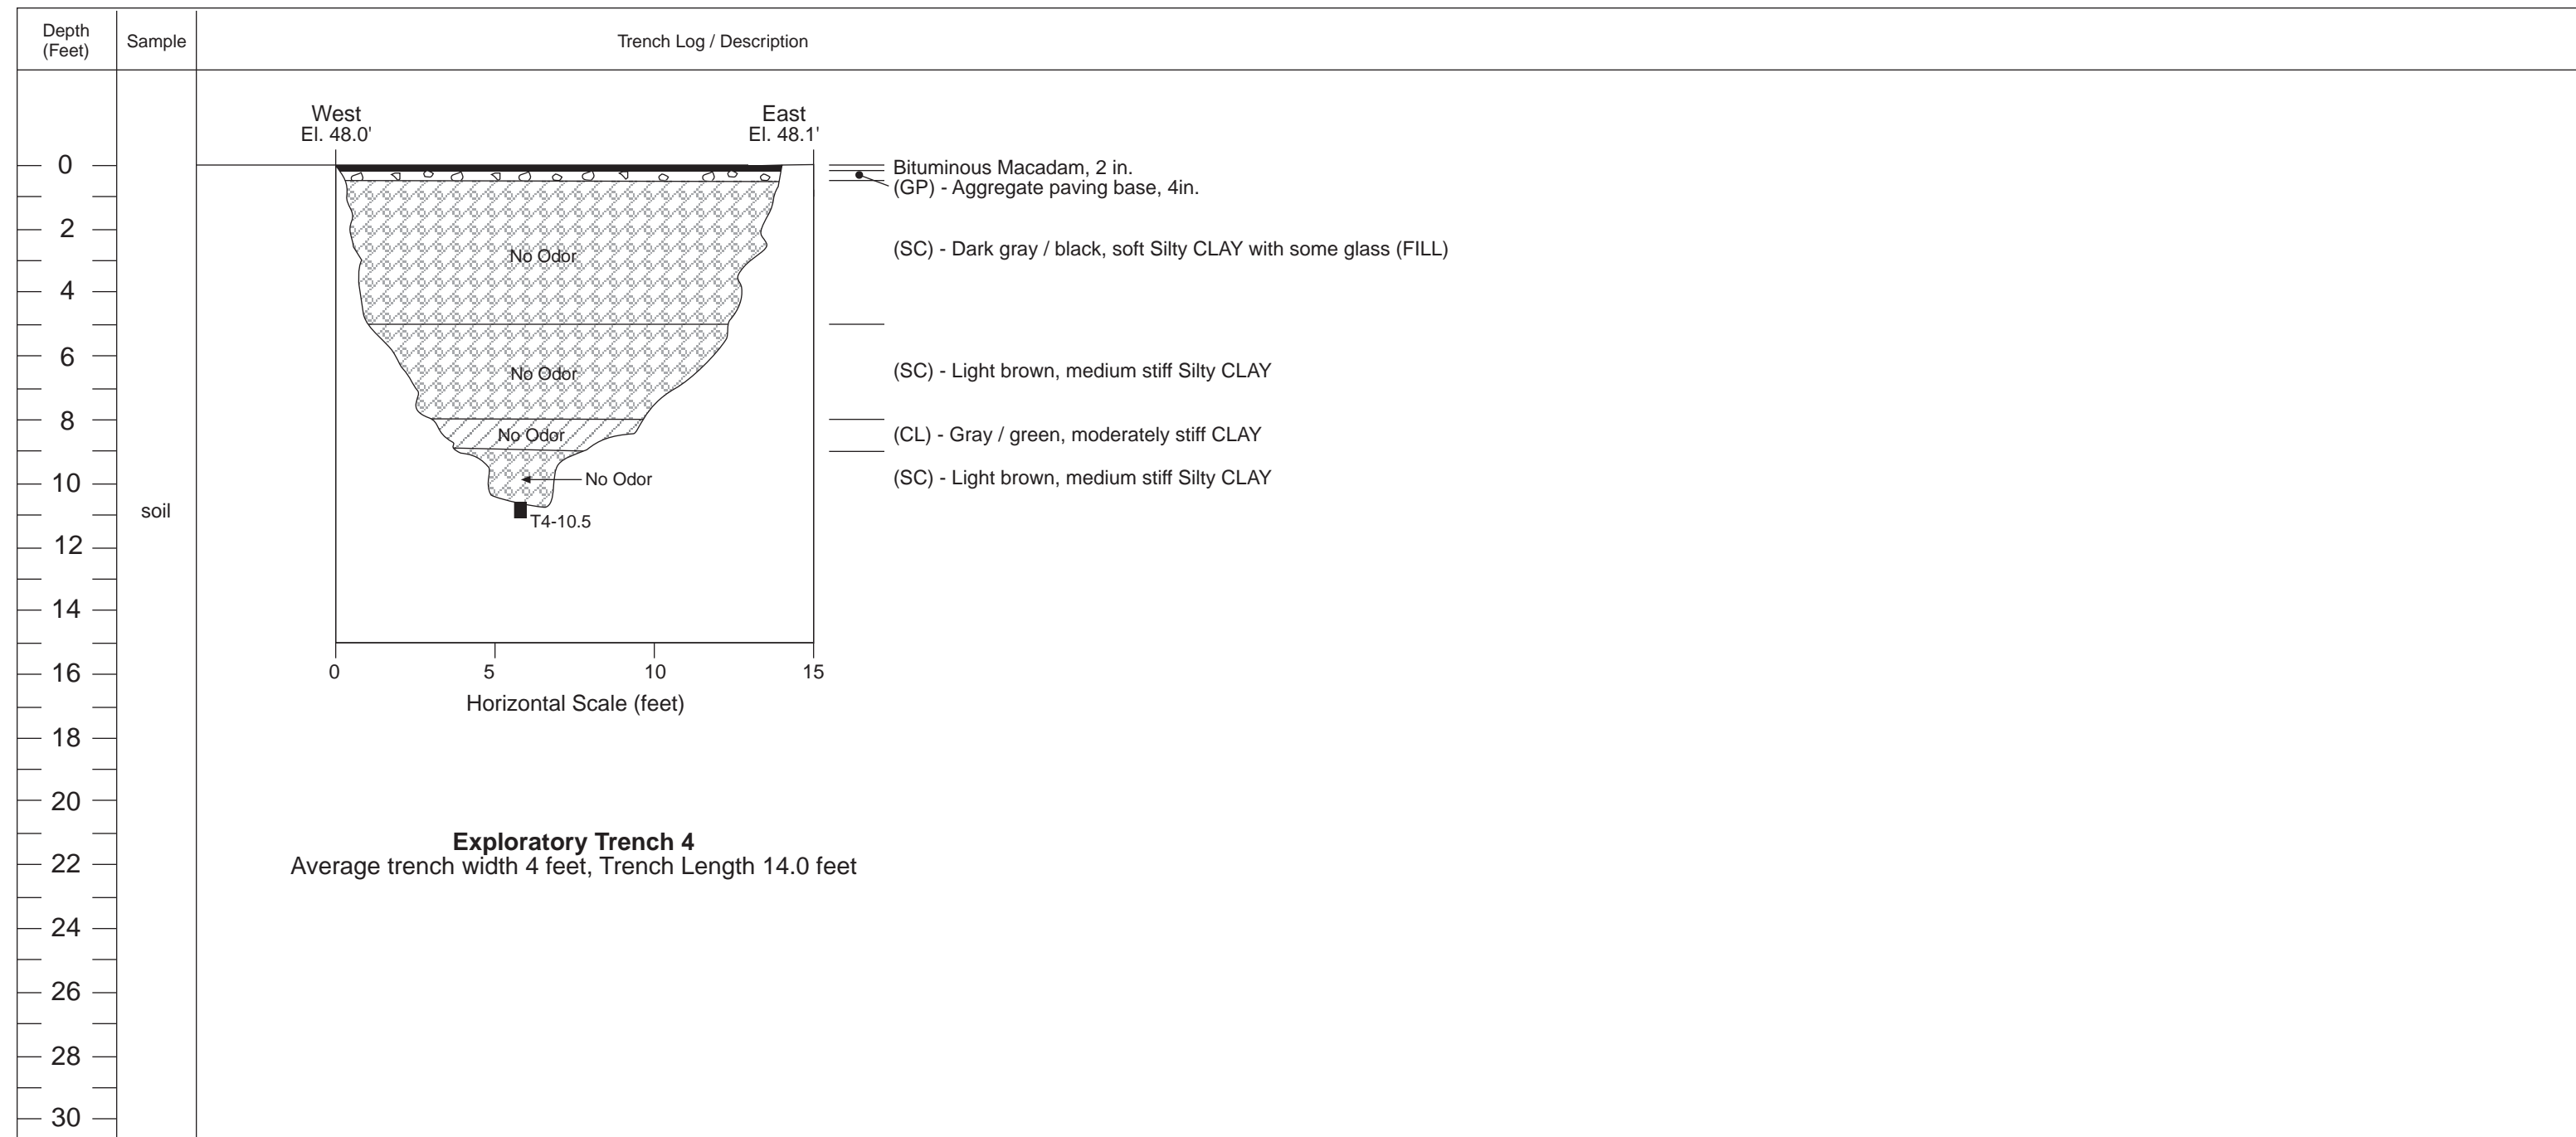 Depth
(Feet)
Sample
Trench Log / Description
West
El. 48.0'
East
El. 48.1'
0
Bituminous Macadam, 2 in.
(GP) - Aggregate paving base, 4in.
2
(SC) - Dark gray / black, soft Silty CLAY with some glass (FILL)
No Odor
4
6
(SC) - Light brown, medium stiff Silty CLAY
No Odor
8
No Odor
(CL) - Gray / green, moderately stiff CLAY
10
No Odor
(SC) - Light brown, medium stiff Silty CLAY
soil
T4-10.5
12
14
16
0
5
10
15
Horizontal Scale (feet)
18
20
Exploratory Trench 4
22
Average trench width 4 feet, Trench Length 14.0 feet
24
26
28
30